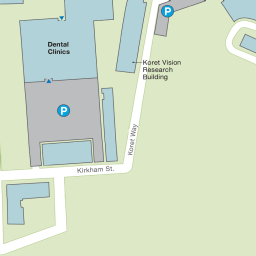 P
Dental
Clinics
Koret Vision
Research
Building
P
Koret Way
Kirkham St.